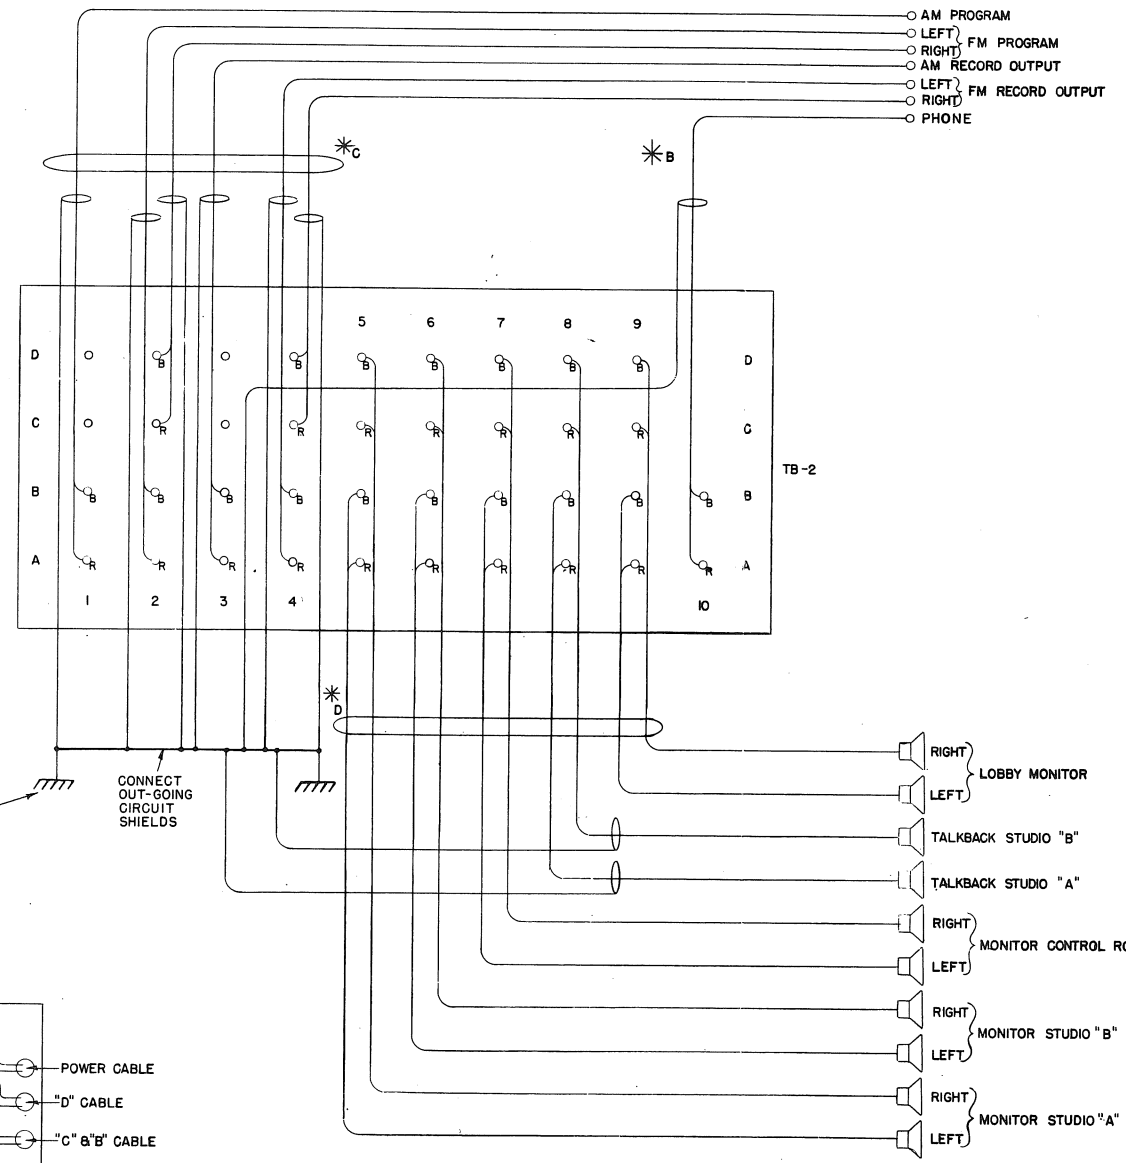 AM PROGRAM
LEFT
RIGHT
FM PROGRAM
AM RECORD OUTPUT
LEFT
RIGHT
FM RECORD OUTPUT
PHONE
*C
*B
5 6 7 8 9
D B B B B B B B D
C R R R R R R R C
TB-2
B B B B B B B B B B B B
A R R R R R R R R R R A
1 2 3 4 10
*D
CONNECT
OUT-GOING
CIRCUIT
SHIELDS
RIGHT
LEFT
LOBBY MONITOR
TALKBACK STUDIO "B"
TALKBACK STUDIO "A"
RIGHT
LEFT
MONITOR CONTROL RO
RIGHT
LEFT
MONITOR STUDIO "B"
RIGHT
LEFT
MONITOR STUDIO "A"
POWER CABLE
"D" CABLE
"C" & "B" CABLE